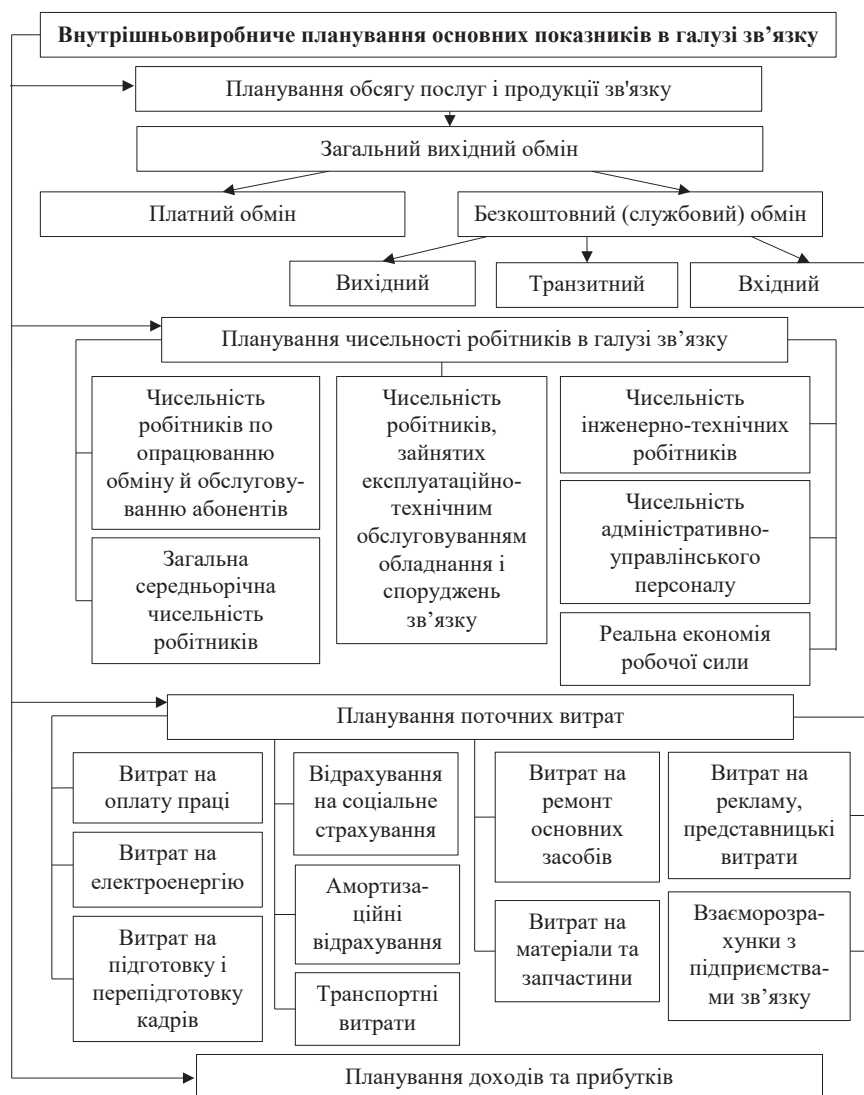 Внутрішньовиробниче планування основних показників в галузі зв’язку
Планування обсягу послуг і продукції зв'язку
Загальний вихідний обмін
Платний обмін
Безкоштовний (службовий) обмін
Вихідний
Транзитний
Вхідний
Планування чисельності робітників в галузі зв’язку
Чисельність
робітників по
опрацюванню
обміну й обслугову-
ванню абонентів
Загальна
середньорічна
чисельність
робітників
Чисельність
робітників,
зайнятих
експлуатаційно-
технічним
обслуговуванням
обладнання і
споруджень
зв’язку
Чисельність
інженерно-технічних
робітників
Чисельність
адміністративно-
управлінського
персоналу
Реальна економія
робочої сили
Планування поточних витрат
Витрат на
оплату праці
Витрат на
електроенергію
Витрат на
підготовку і
перепідготовку
кадрів
Відрахування
на соціальне
страхування
Амортиза-
ційні
відрахування
Транспортні
витрати
Витрат на
ремонт
основних
засобів
Витрат на
матеріали та
запчастини
Витрат на
рекламу,
представницькі
витрати
Взаєморозра-
хунки з
підприємства-
ми зв’язку
Планування доходів та прибутків